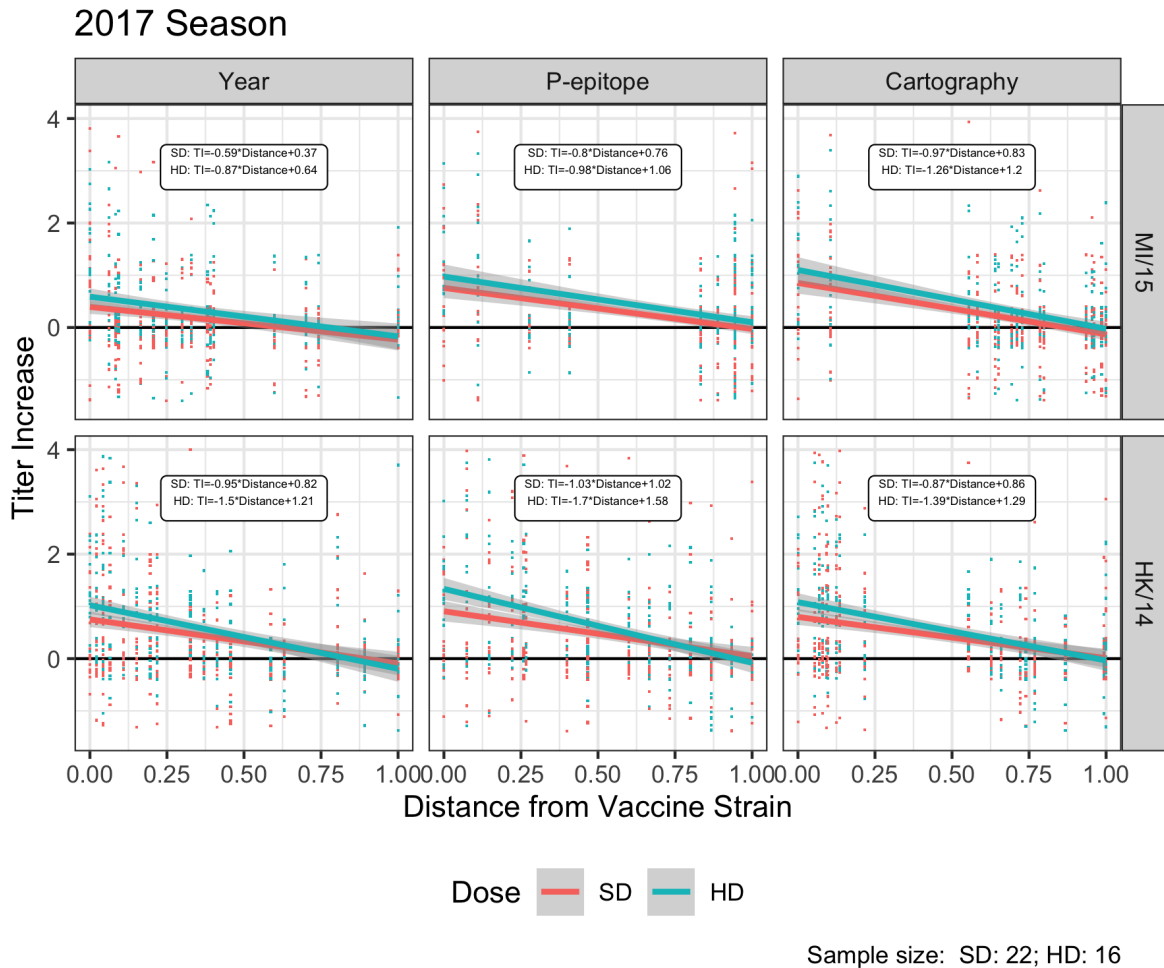 2017 Season
Year
P-epitope
Cartography
4
2
0
SD: TI=-0.59*Distance+0.37
HD: TI=-0.87*Distance+0.64
SD: TI=-0.8*Distance+0.76
HD: TI=-0.98*Distance+1.06
SD: TI=-0.97*Distance+0.83
HD: TI=-1.26*Distance+1.2
MI/15
Titer Increase
4
2
0
SD: TI=-0.95*Distance+0.82
HD: TI=-1.5*Distance+1.21
SD: TI=-1.03*Distance+1.02
HD: TI=-1.7*Distance+1.58
SD: TI=-0.87*Distance+0.86
HD: TI=-1.39*Distance+1.29
HK/14
0.00 0.25 0.50 0.75 1.00
0.00 0.25 0.50 0.75 1.00
0.00 0.25 0.50 0.75 1.00
Distance from Vaccine Strain
Dose SD HD
Sample size:  SD: 22; HD: 16